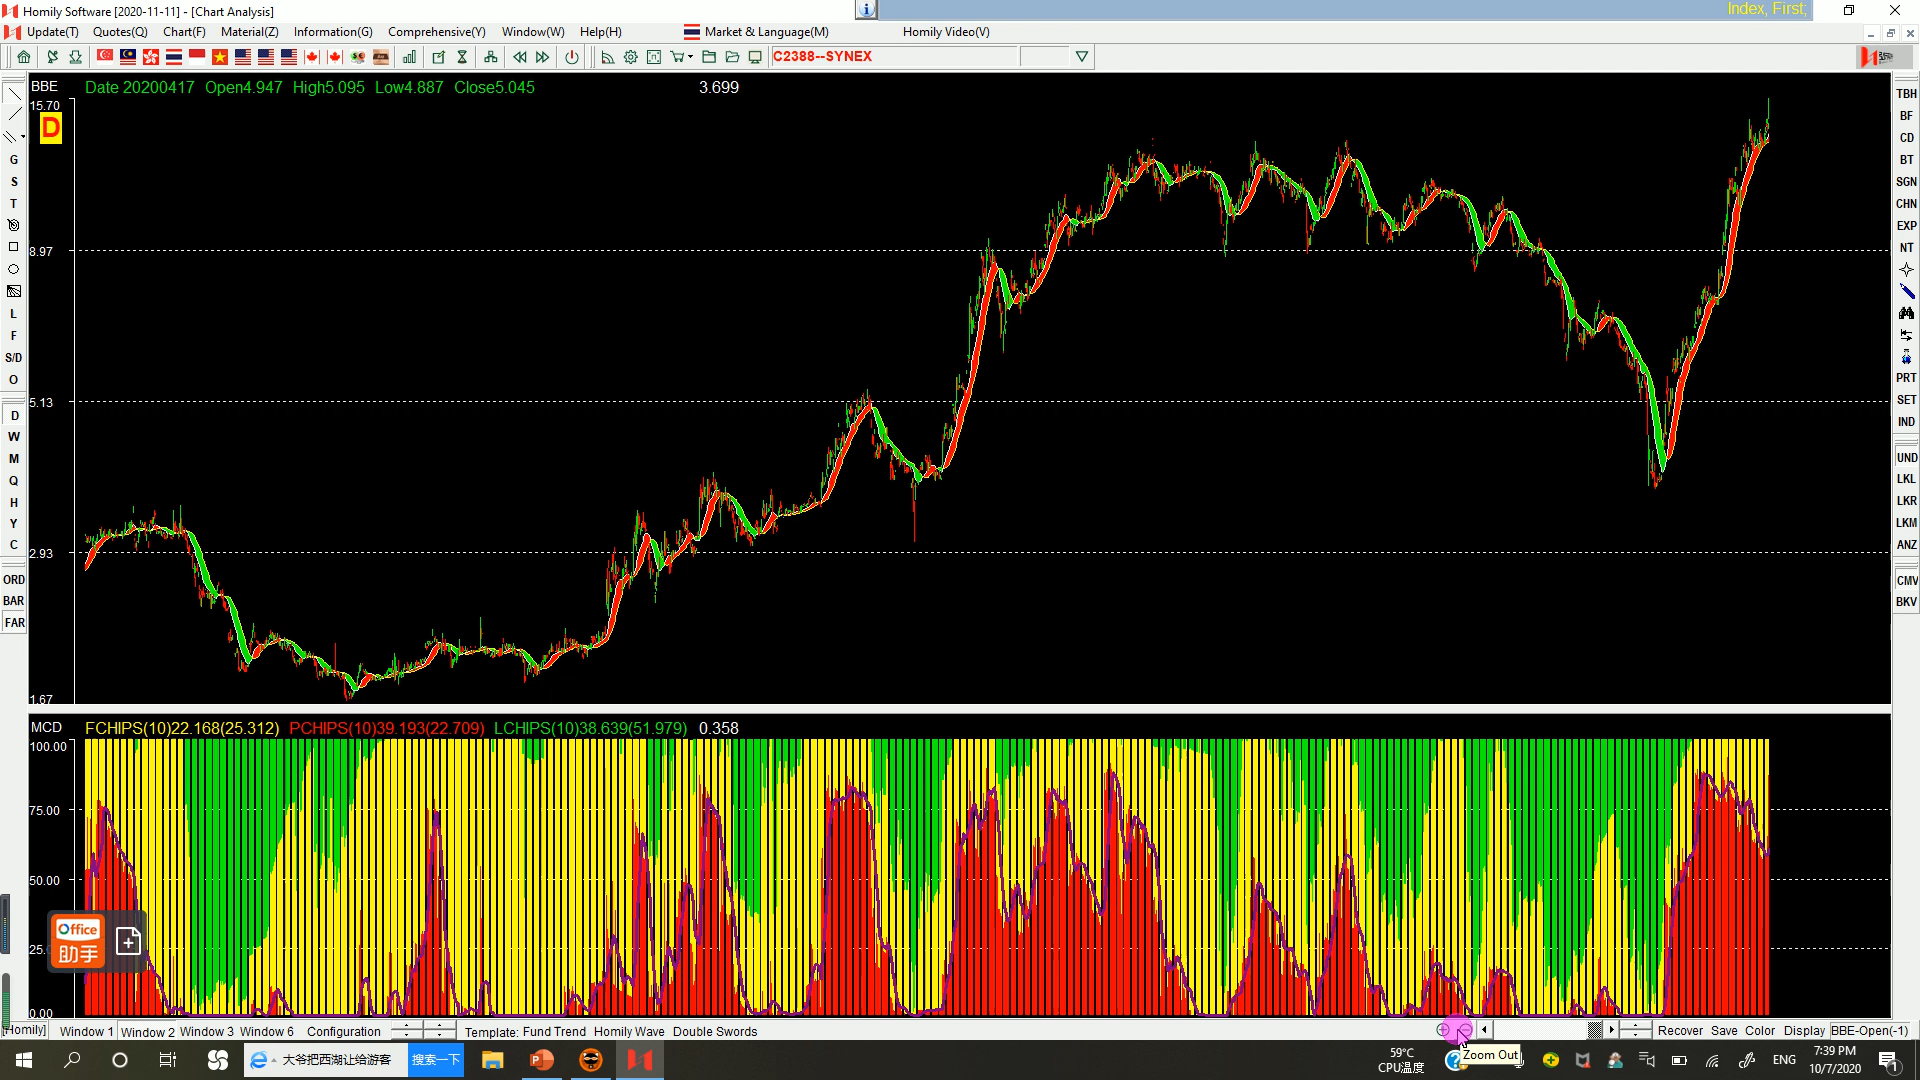 Homily Software [2020-11-11] - [Chart Analysis]
Index, First;
Update(T) Quotes(Q) Chart(F) Material(Z) Information(G) Comprehensive(Y) Window(W) Help(H) Market & Language(M) Homily Video(V)
C2388--SYNEX
BBE Date 20200417 Open4.947 High5.095 Low4.887 Close5.045 3.699
15.70
D
8.97
5.13
2.93
1.67
G
S
T
L
F
S/D
O
D
W
M
Q
H
Y
C
ORD
BAR
FAR
TBH
BF
CD
BT
SGN
CHN
EXP
NT
PRT
SET
IND
UND
LKL
LKR
LKM
ANZ
CMV
BKV
MCD FCHIPS(10)22.168(25.312) PCHIPS(10)39.193(22.709) LCHIPS(10)38.639(51.979) 0.358
100.00
75.00
50.00
25.
0.00
Office
助手
[Homily] Window 1 Window 2 Window 3 Window 6 Configuration Template: Fund Trend Homily Wave Double Swords Recover Save Color Display BBE-Open(-1)
Zoom Out
大爷把西湖让给游客 搜索一下
59°C
CPU温度
ENG
7:39 PM
10/7/2020
1